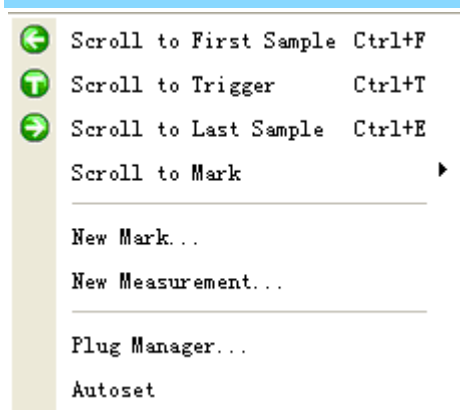 Scroll to First Sample Ctrl+F
T Scroll to Trigger Ctrl+T
Scroll to Last Sample Ctrl+E
Scroll to Mark
New Mark...
New Measurement...
Plug Manager...
Autoset